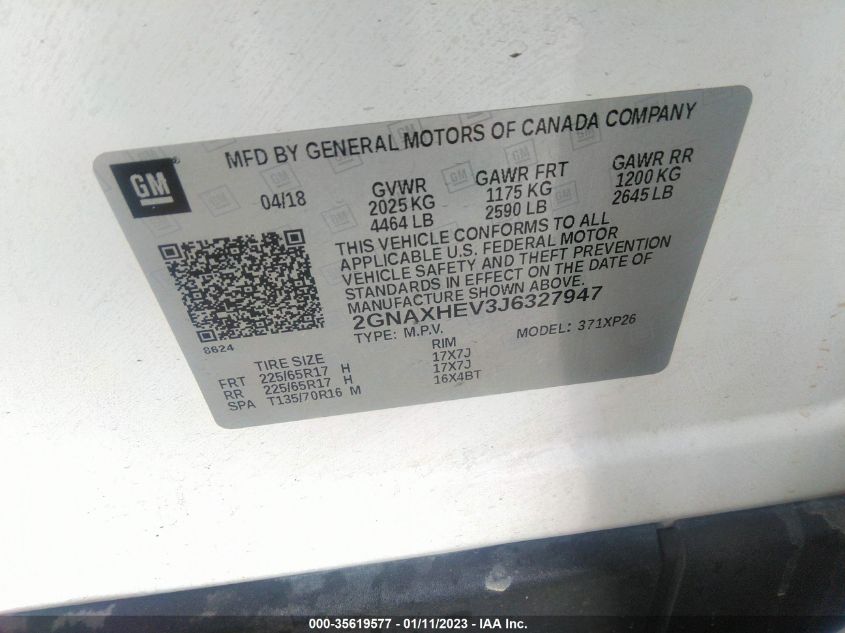 GM ®
MFD BY GENERAL MOTORS OF CANADA COMPANY
04/18 GVWR GAWR FRT GAWR RR
2025 KG 1175 KG 1200 KG
4464 LB 2590 LB 2645 LB
THIS VEHICLE CONFORMS TO ALL
APPLICABLE U.S. FEDERAL MOTOR
VEHICLE SAFETY AND THEFT PREVENTION
STANDARDS IN EFFECT ON THE DATE OF
MANUFACTURE SHOWN ABOVE.
2GNAXHEV3J6327947
TYPE: M.P.V. MODEL: 371XP26
8624
TIRE SIZE RIM
FRT 225/65R17 H 17X7J
RR 225/65R17 H 17X7J
SPA T135/70R16 M 16X4BT
000-35619577 - 01/11/2023 - IAA Inc.